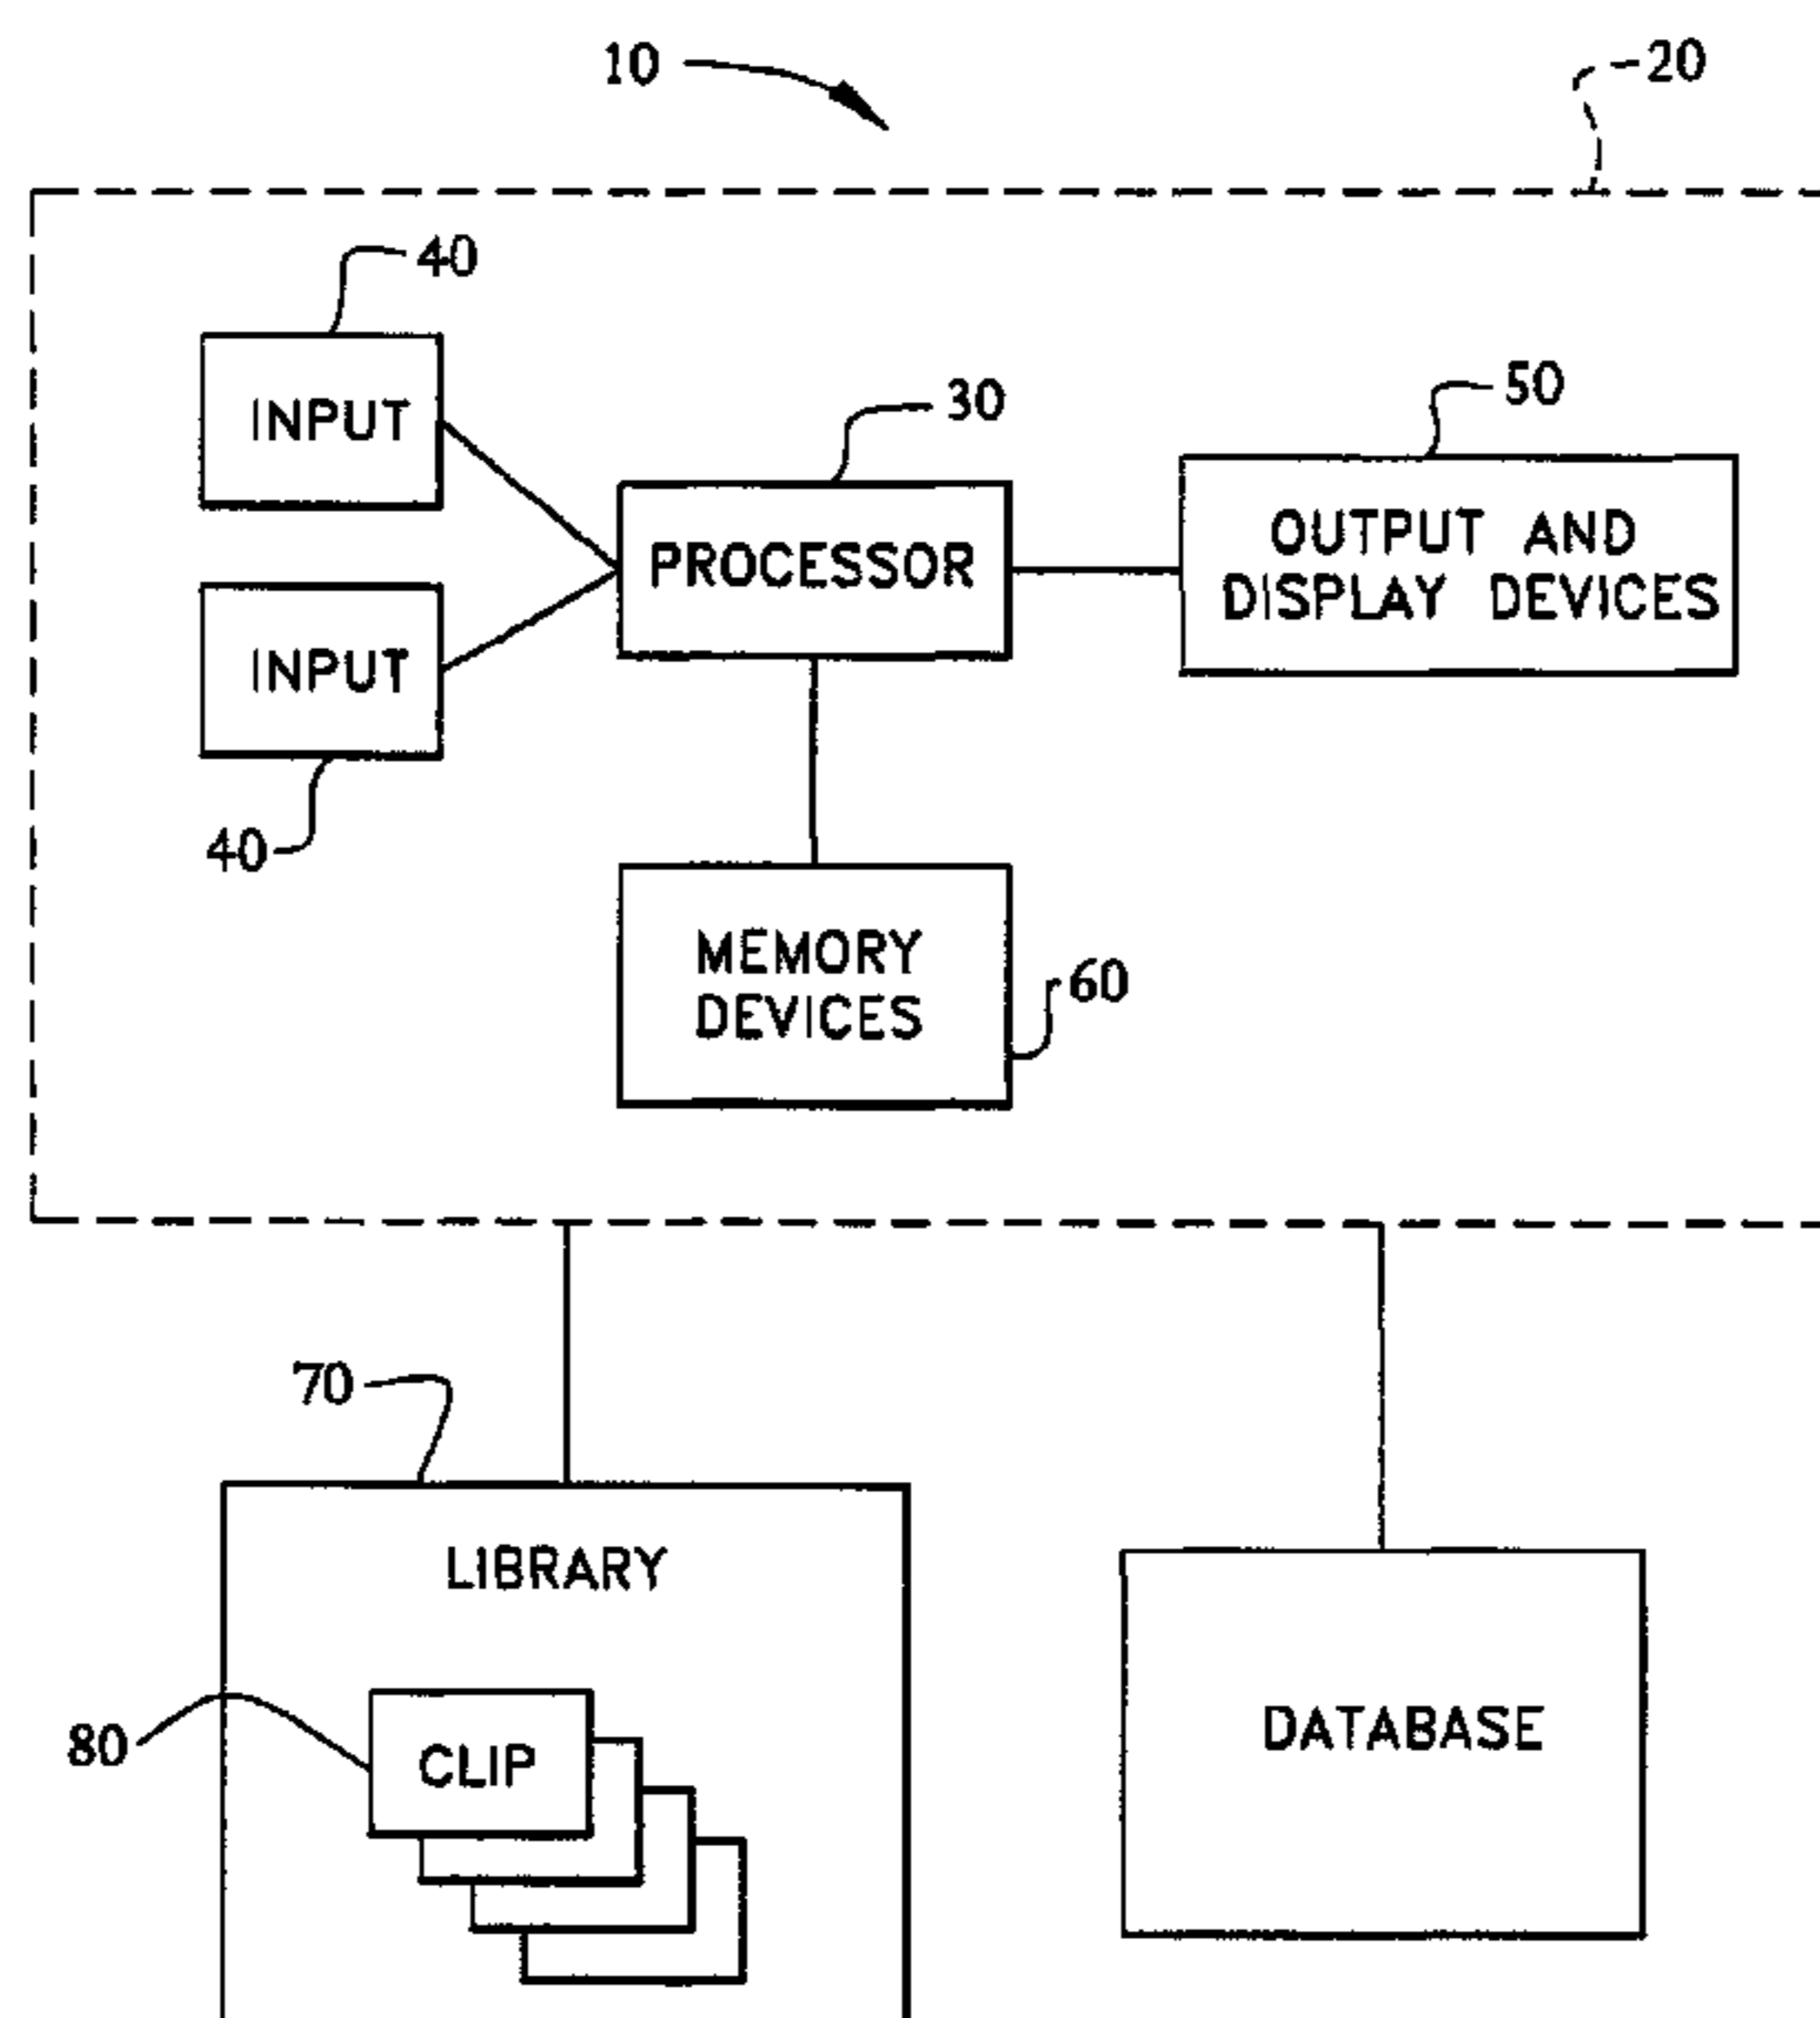 10
20
40
INPUT
30
50
PROCESSOR
OUTPUT AND
DISPLAY DEVICES
INPUT
40
MEMORY
DEVICES
60
70
LIBRARY
80
CLIP
DATABASE